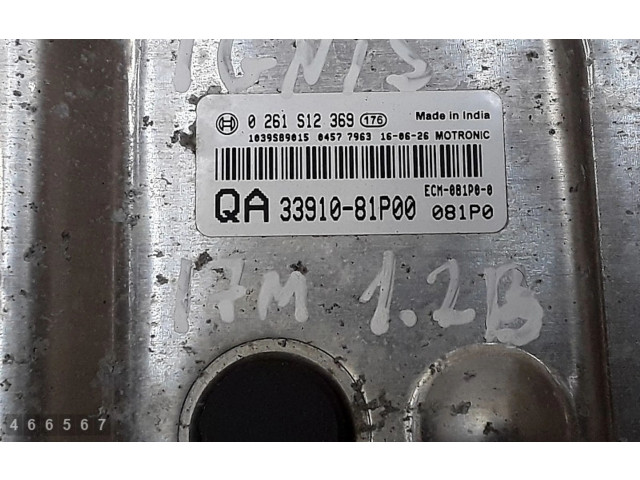 IGNIS
0 261 S12 369 176 Made in India
1039S89015 0457 7963 16-06-26 MOTRONIC
ECM-081P0-0
QA 33910-81P00 081P0
17M 1.2B
466567